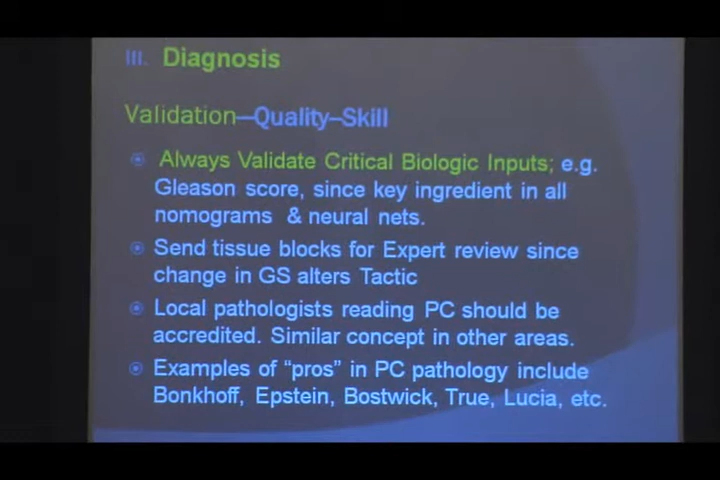 III. Diagnosis
Validation—Quality–Skill
Always Validate Critical Biologic Inputs; e.g.
Gleason score, since key ingredient in all
nomograms & neural nets.
Send tissue blocks for Expert review since
change in GS alters Tactic
Local pathologists reading PC should be
accredited. Similar concept in other areas.
Examples of “pros” in PC pathology include
Bonkhoff, Epstein, Bostwick, True, Lucia, etc.